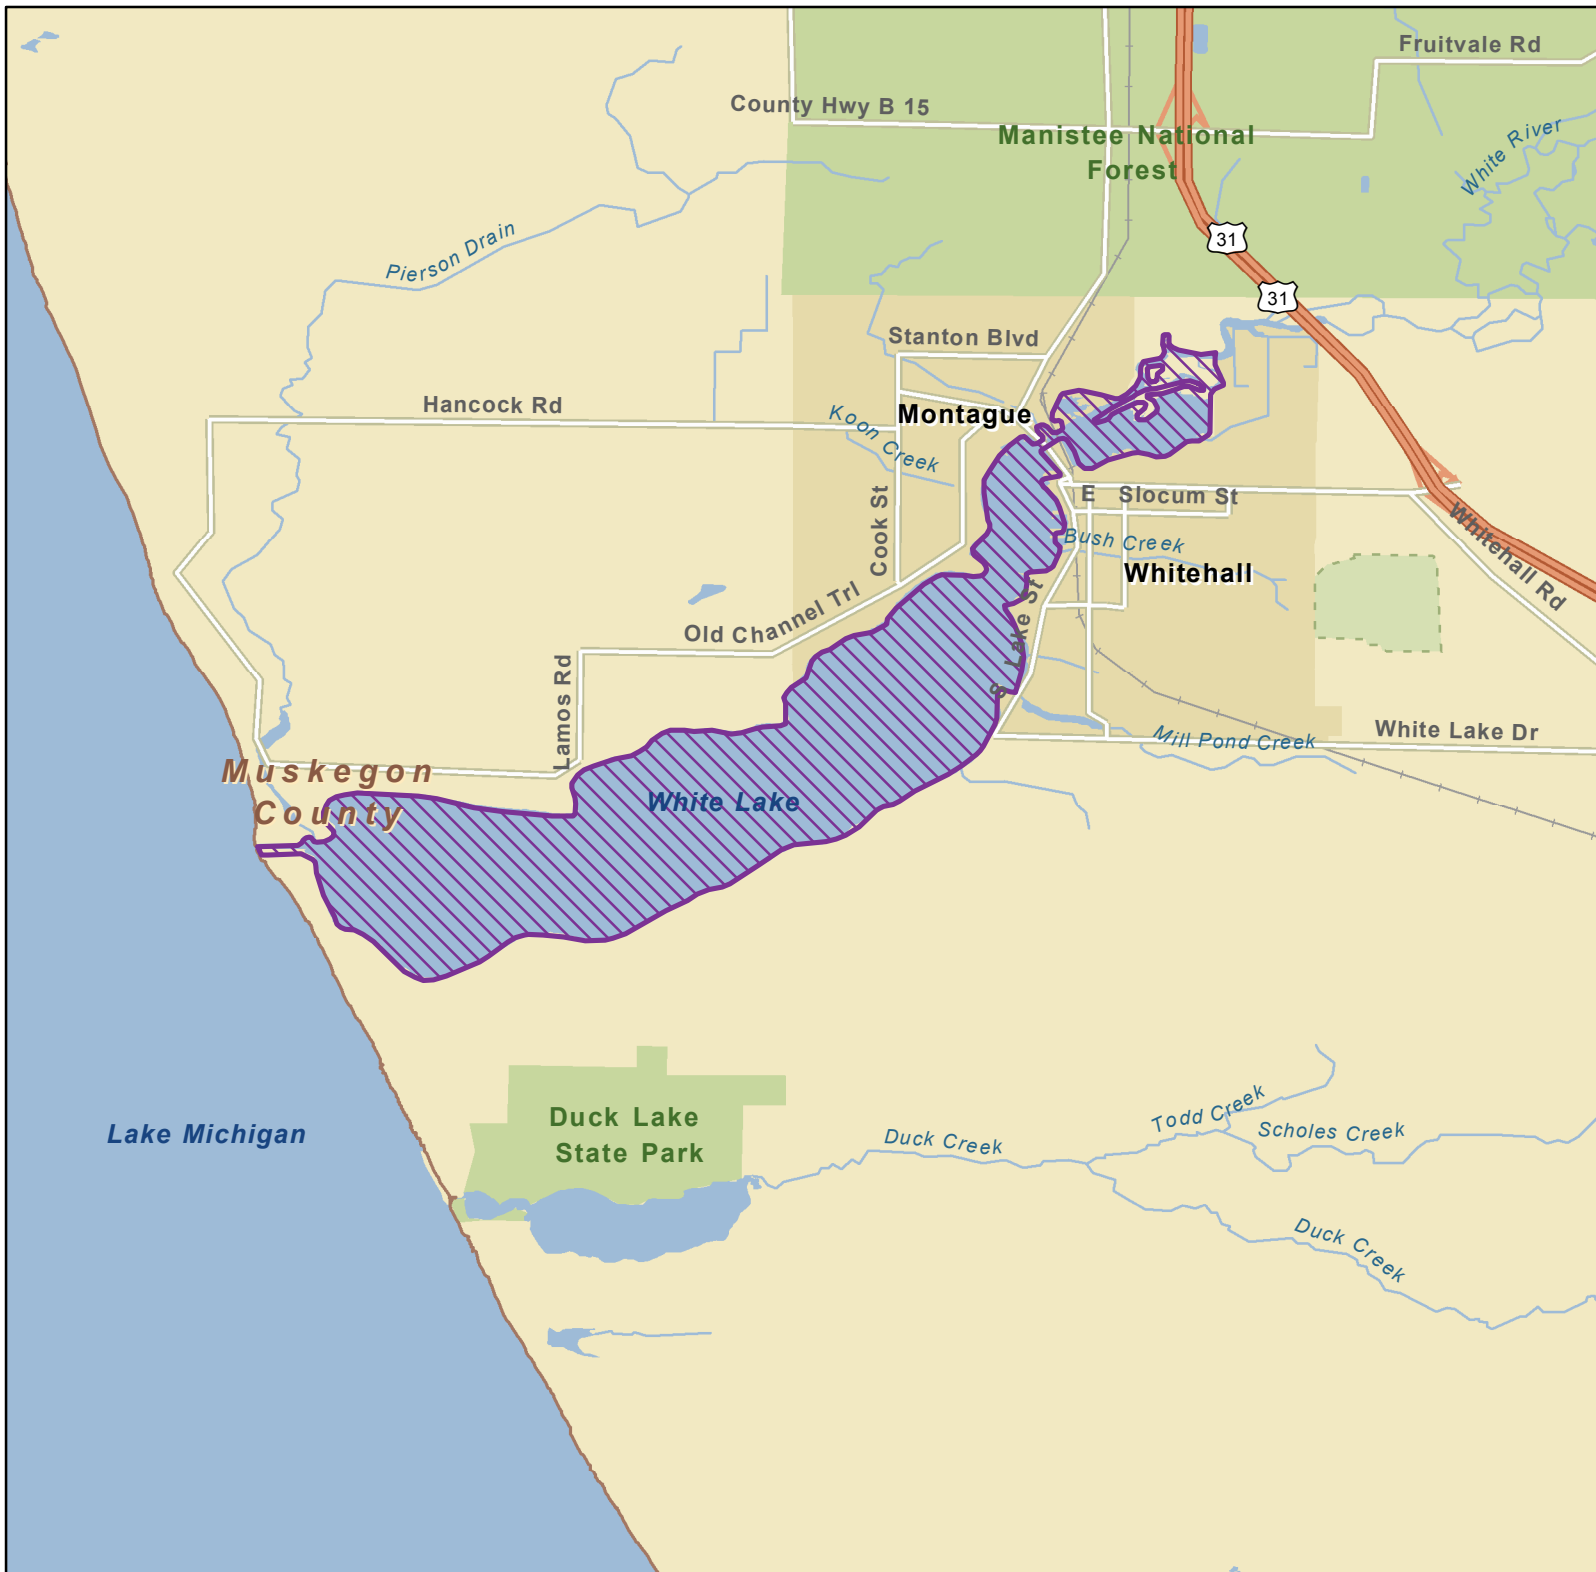 Fruitvale Rd
County Hwy B 15
Manistee National
Forest
White River
31
Pierson Drain
31
Stanton Blvd
Hancock Rd
Montague
Koon Creek
Cook St
E Slocum St
Whitehall Rd
Bush Creek
Whitehall
Old Channel Trl
S Lake St
Lamos Rd
White Lake Dr
Mill Pond Creek
Muskegon
County
White Lake
Duck Lake
State Park
Lake Michigan
Todd Creek
Duck Creek
Scholes Creek
Duck Creek